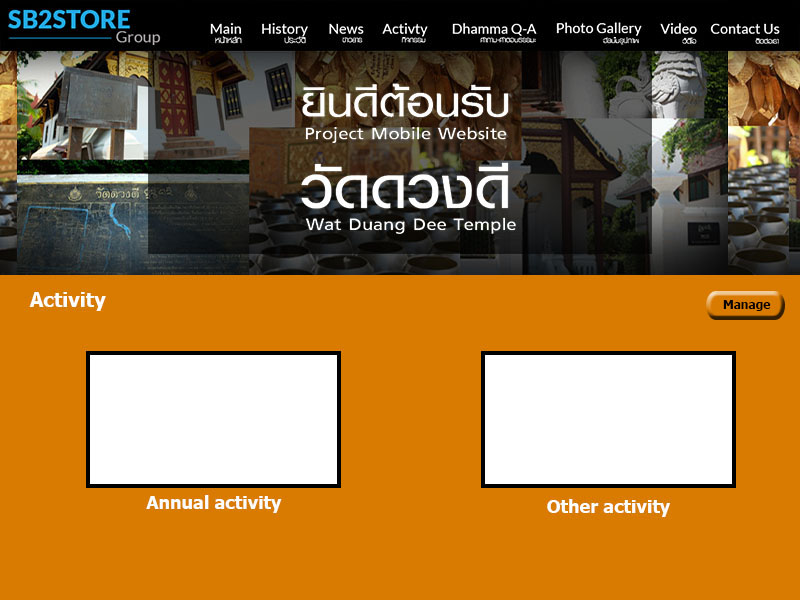 SB2STORE
Group
Main History News Activty Dhamma Q-A Photo Gallery Video Contact Us
หน้าหลัก ประวัติ ข่าวสาร กิจกรรม ถาม-ตอบธรรมะ อัลบั้มรูปภาพ วีดีโอ ติดต่อเรา
ยินดีต้อนรับ
Project Mobile Website
วัดดวงดี
วัดดวงดี
Wat Duang Dee Temple
Activity
Manage
Annual activity
Other activity